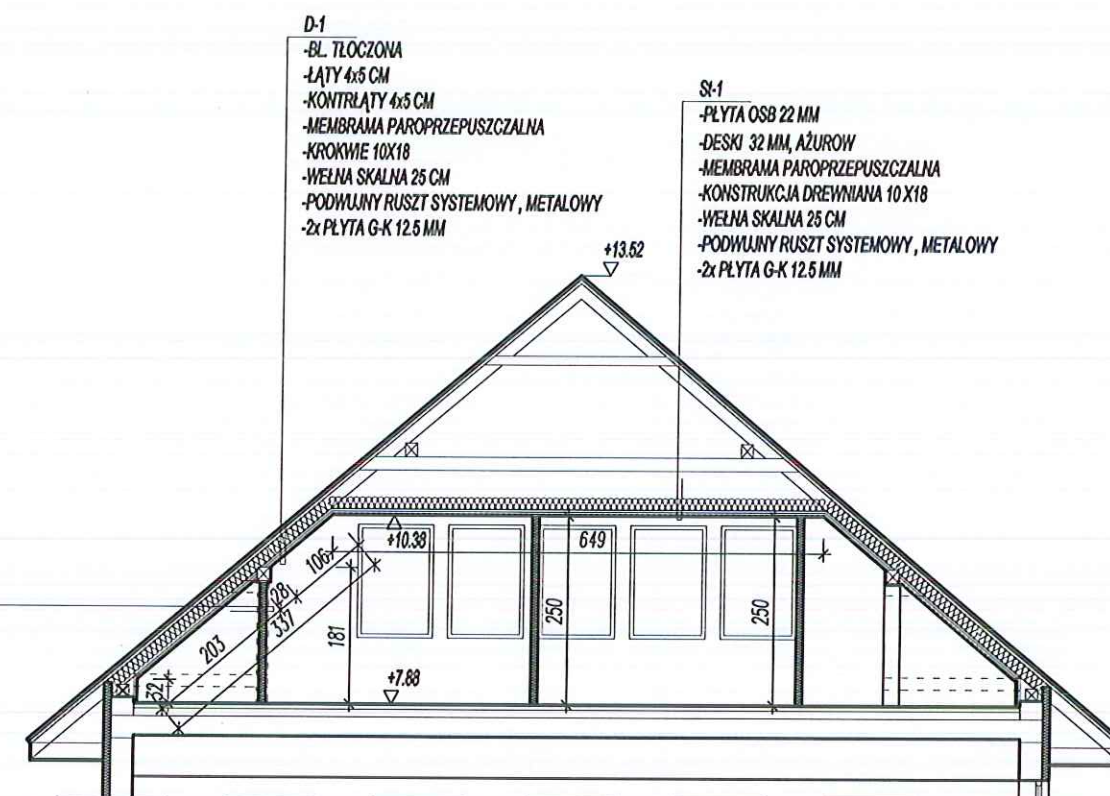 D-1
-BL. TŁOCZONA
-ŁĄTY 4x5 CM
-KONTRŁĄTY 4x5 CM
-MEMBRAMA PAROPRZEPUSZCZALNA
-KROKWIE 10X18
-WEŁNA SKALNA 25 CM
-PODWUJNY RUSZT SYSTEMOWY , METALOWY
-2x PŁYTA G-K 12.5 MM
St-1
-PŁYTA OSB 22 MM
-DESKI 32 MM, AŻUROW
-MEMBRAMA PAROPRZEPUSZCZALNA
-KONSTRUKCJA DREWNIANA 10 X18
-WEŁNA SKALNA 25 CM
-PODWUJNY RUSZT SYSTEMOWY , METALOWY
-2x PŁYTA G-K 12.5 MM
+13.52
+10.38
649
106
28
337
203
181
250
250
32
+7.88